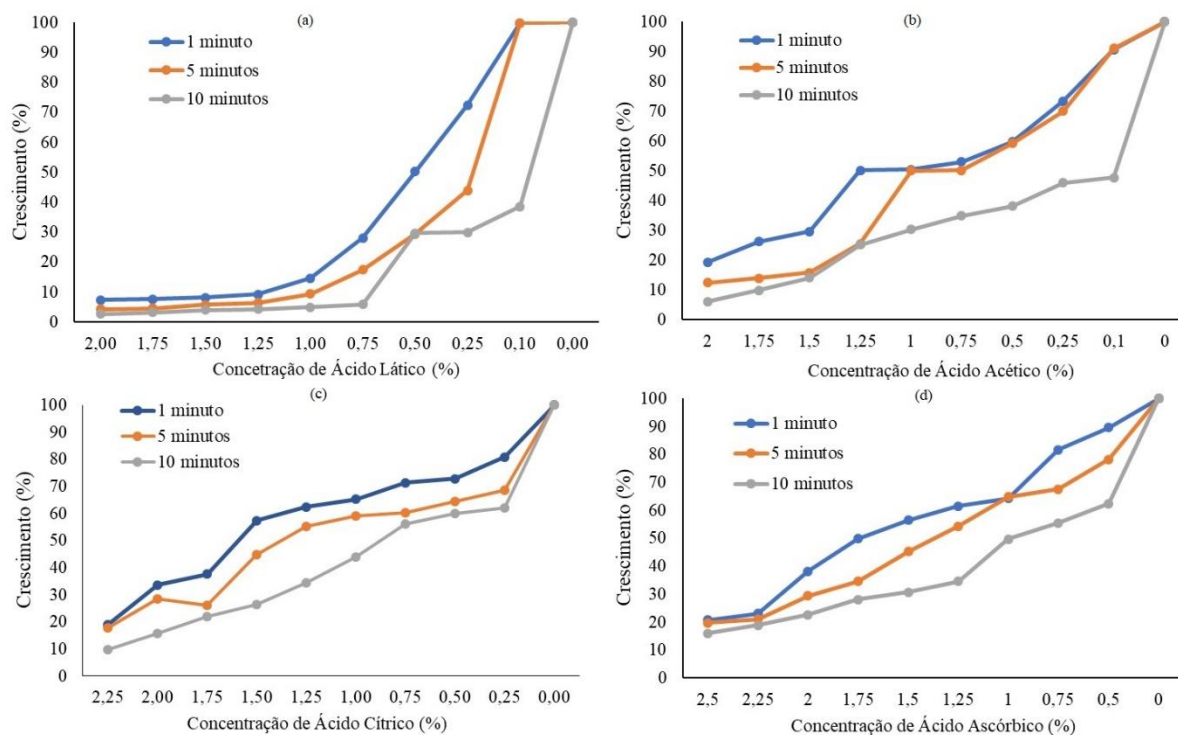 (a)
1 minuto
5 minutos
10 minutos
Crescimento (%)
100
90
80
70
60
50
40
30
20
10
0
2,00 1,75 1,50 1,25 1,00 0,75 0,50 0,25 0,10 0,00
Concetração de Ácido Lático (%)
(b)
1 minuto
5 minutos
10 minutos
Crescimento (%)
100
90
80
70
60
50
40
30
20
10
0
2 1,75 1,5 1,25 1 0,75 0,5 0,25 0,1 0
Concentração de Ácido Acético (%)
(c)
1 minuto
5 minutos
10 minutos
Crescimento (%)
100
90
80
70
60
50
40
30
20
10
0
2,25 2,00 1,75 1,50 1,25 1,00 0,75 0,50 0,25 0,00
Concentração de Ácido Cítrico (%)
(d)
1 minuto
5 minutos
10 minutos
Crescimento (%)
100
90
80
70
60
50
40
30
20
10
0
2,5 2,25 2 1,75 1,5 1,25 1 0,75 0,5 0
Concentração de Ácido Ascórbico (%)